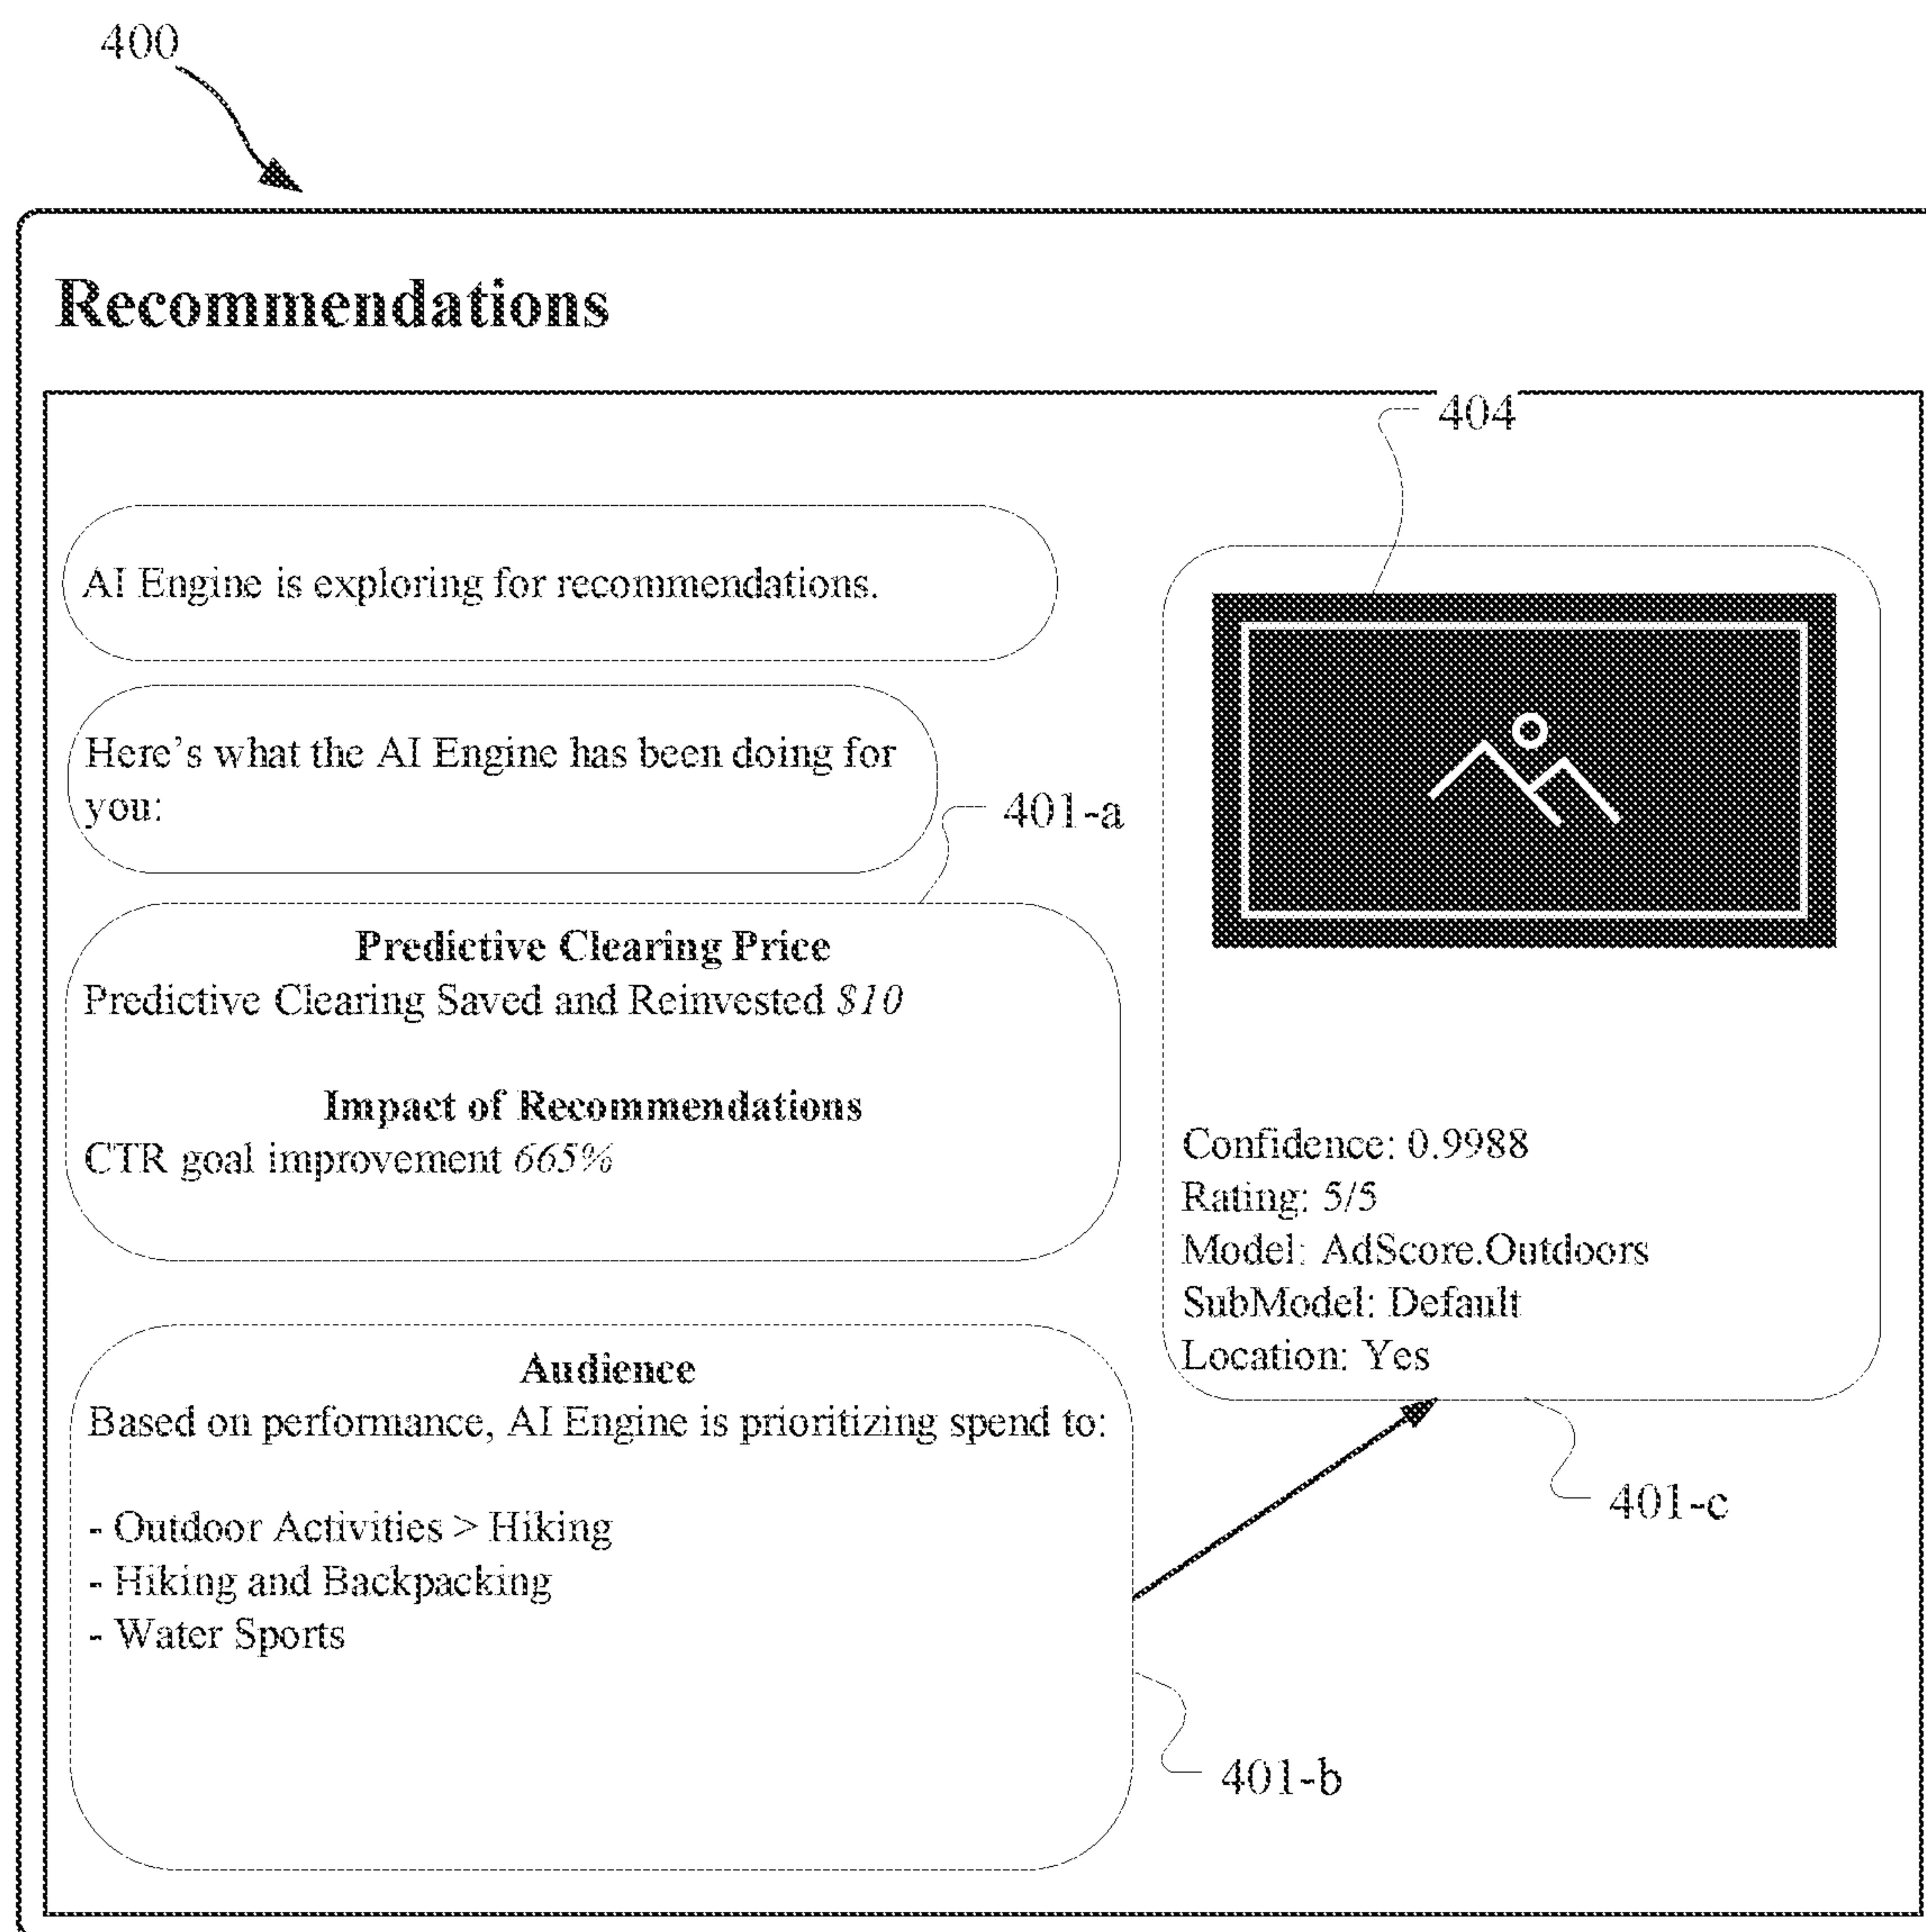 400
Recommendations
404
AI Engine is exploring for recommendations.
Here's what the AI Engine has been doing for
you:
401-a
Predictive Clearing Price
Predictive Clearing Saved and Reinvested $10
Impact of Recommendations
CTR goal improvement 665%
Confidence: 0.9988
Rating: 5/5
Model: AdScore.Outdoors
SubModel: Default
Location: Yes
Audience
Based on performance, AI Engine is prioritizing spend to:
- Outdoor Activities > Hiking
- Hiking and Backpacking
- Water Sports
401-c
401-b